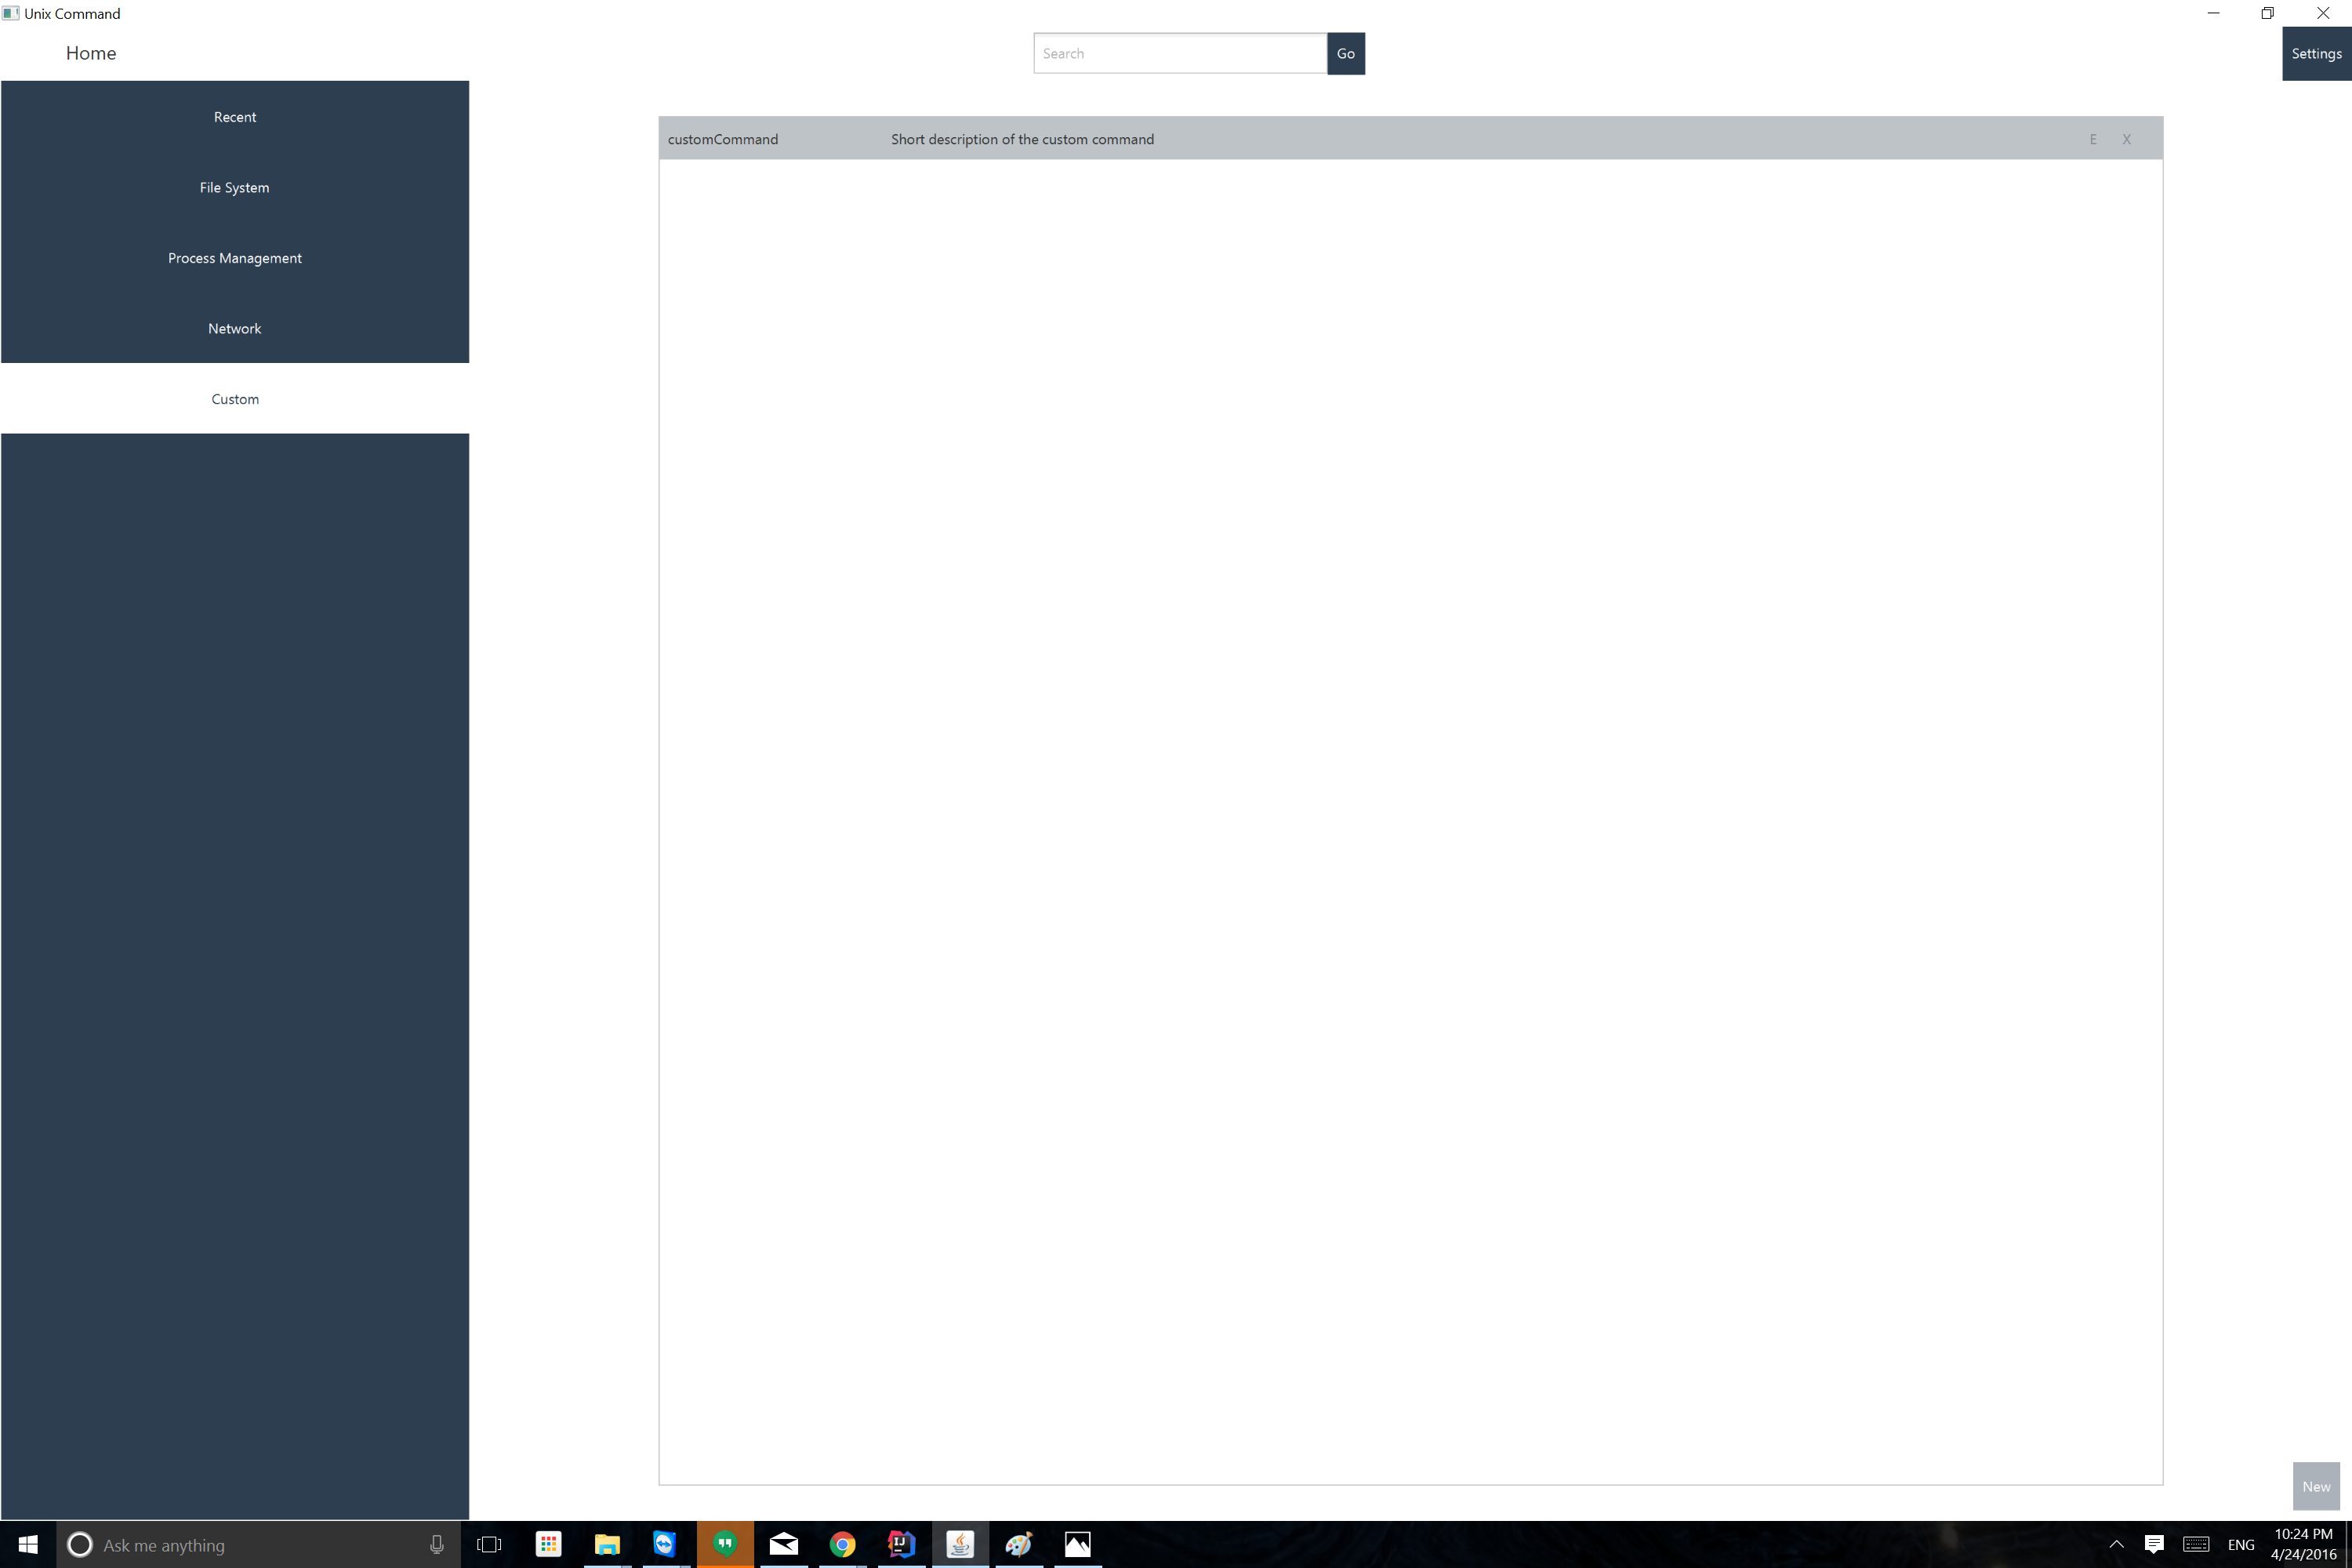 Unix Command
Home
Search
Go
Settings
Recent
File System
Process Management
Network
Custom
customCommand
Short description of the custom command
E
X
New
Ask me anything
IJ
ENG
10:24 PM
4/24/2016